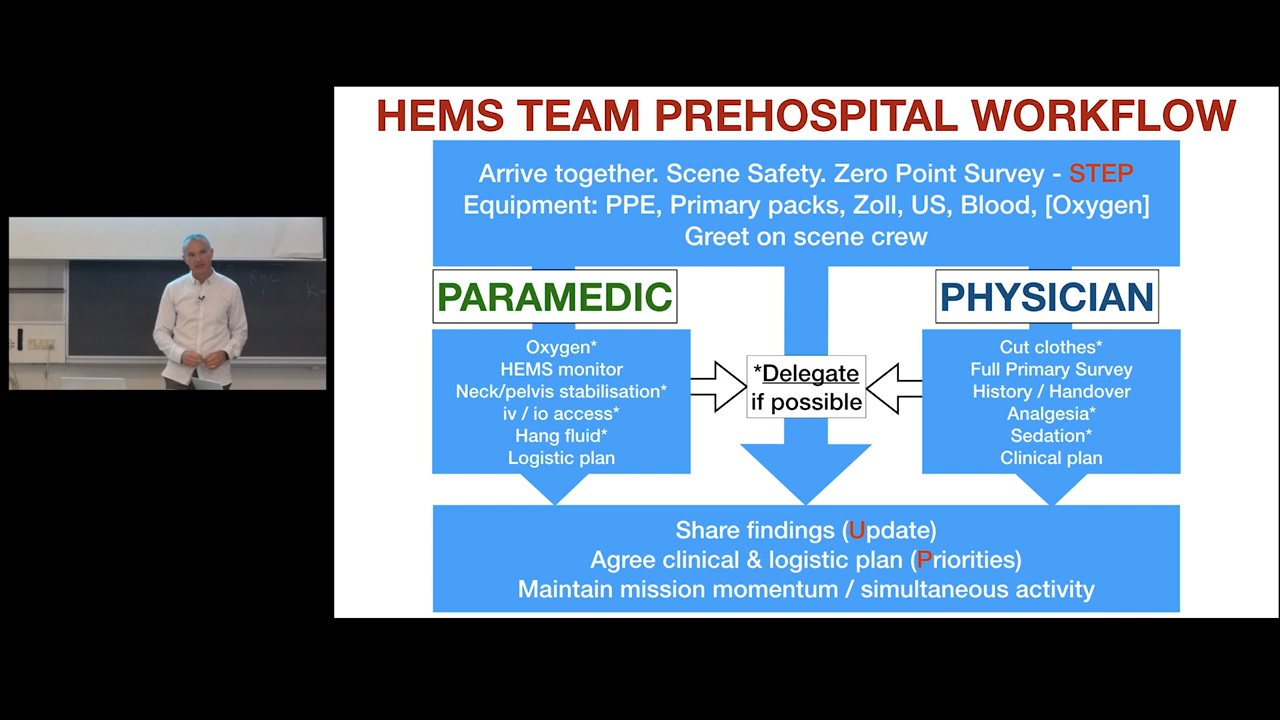 HEMS TEAM PREHOSPITAL WORKFLOW
Arrive together. Scene Safety. Zero Point Survey - STEP
Equipment: PPE, Primary packs, Zoll, US, Blood, [Oxygen]
Greet on scene crew
PARAMEDIC
Oxygen*
HEMS monitor
Neck/pelvis stabilisation*
iv / io access*
Hang fluid*
Logistic plan
*Delegate
if possible
PHYSICIAN
Cut clothes*
Full Primary Survey
History / Handover
Analgesia*
Sedation*
Clinical plan
Share findings (Update)
Agree clinical & logistic plan (Priorities)
Maintain mission momentum / simultaneous activity